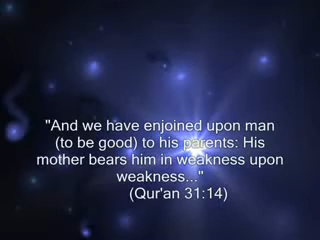 "And we have enjoined upon man
(to be good) to his parents: His
mother bears him in weakness upon
weakness..."
(Qur'an 31:14)